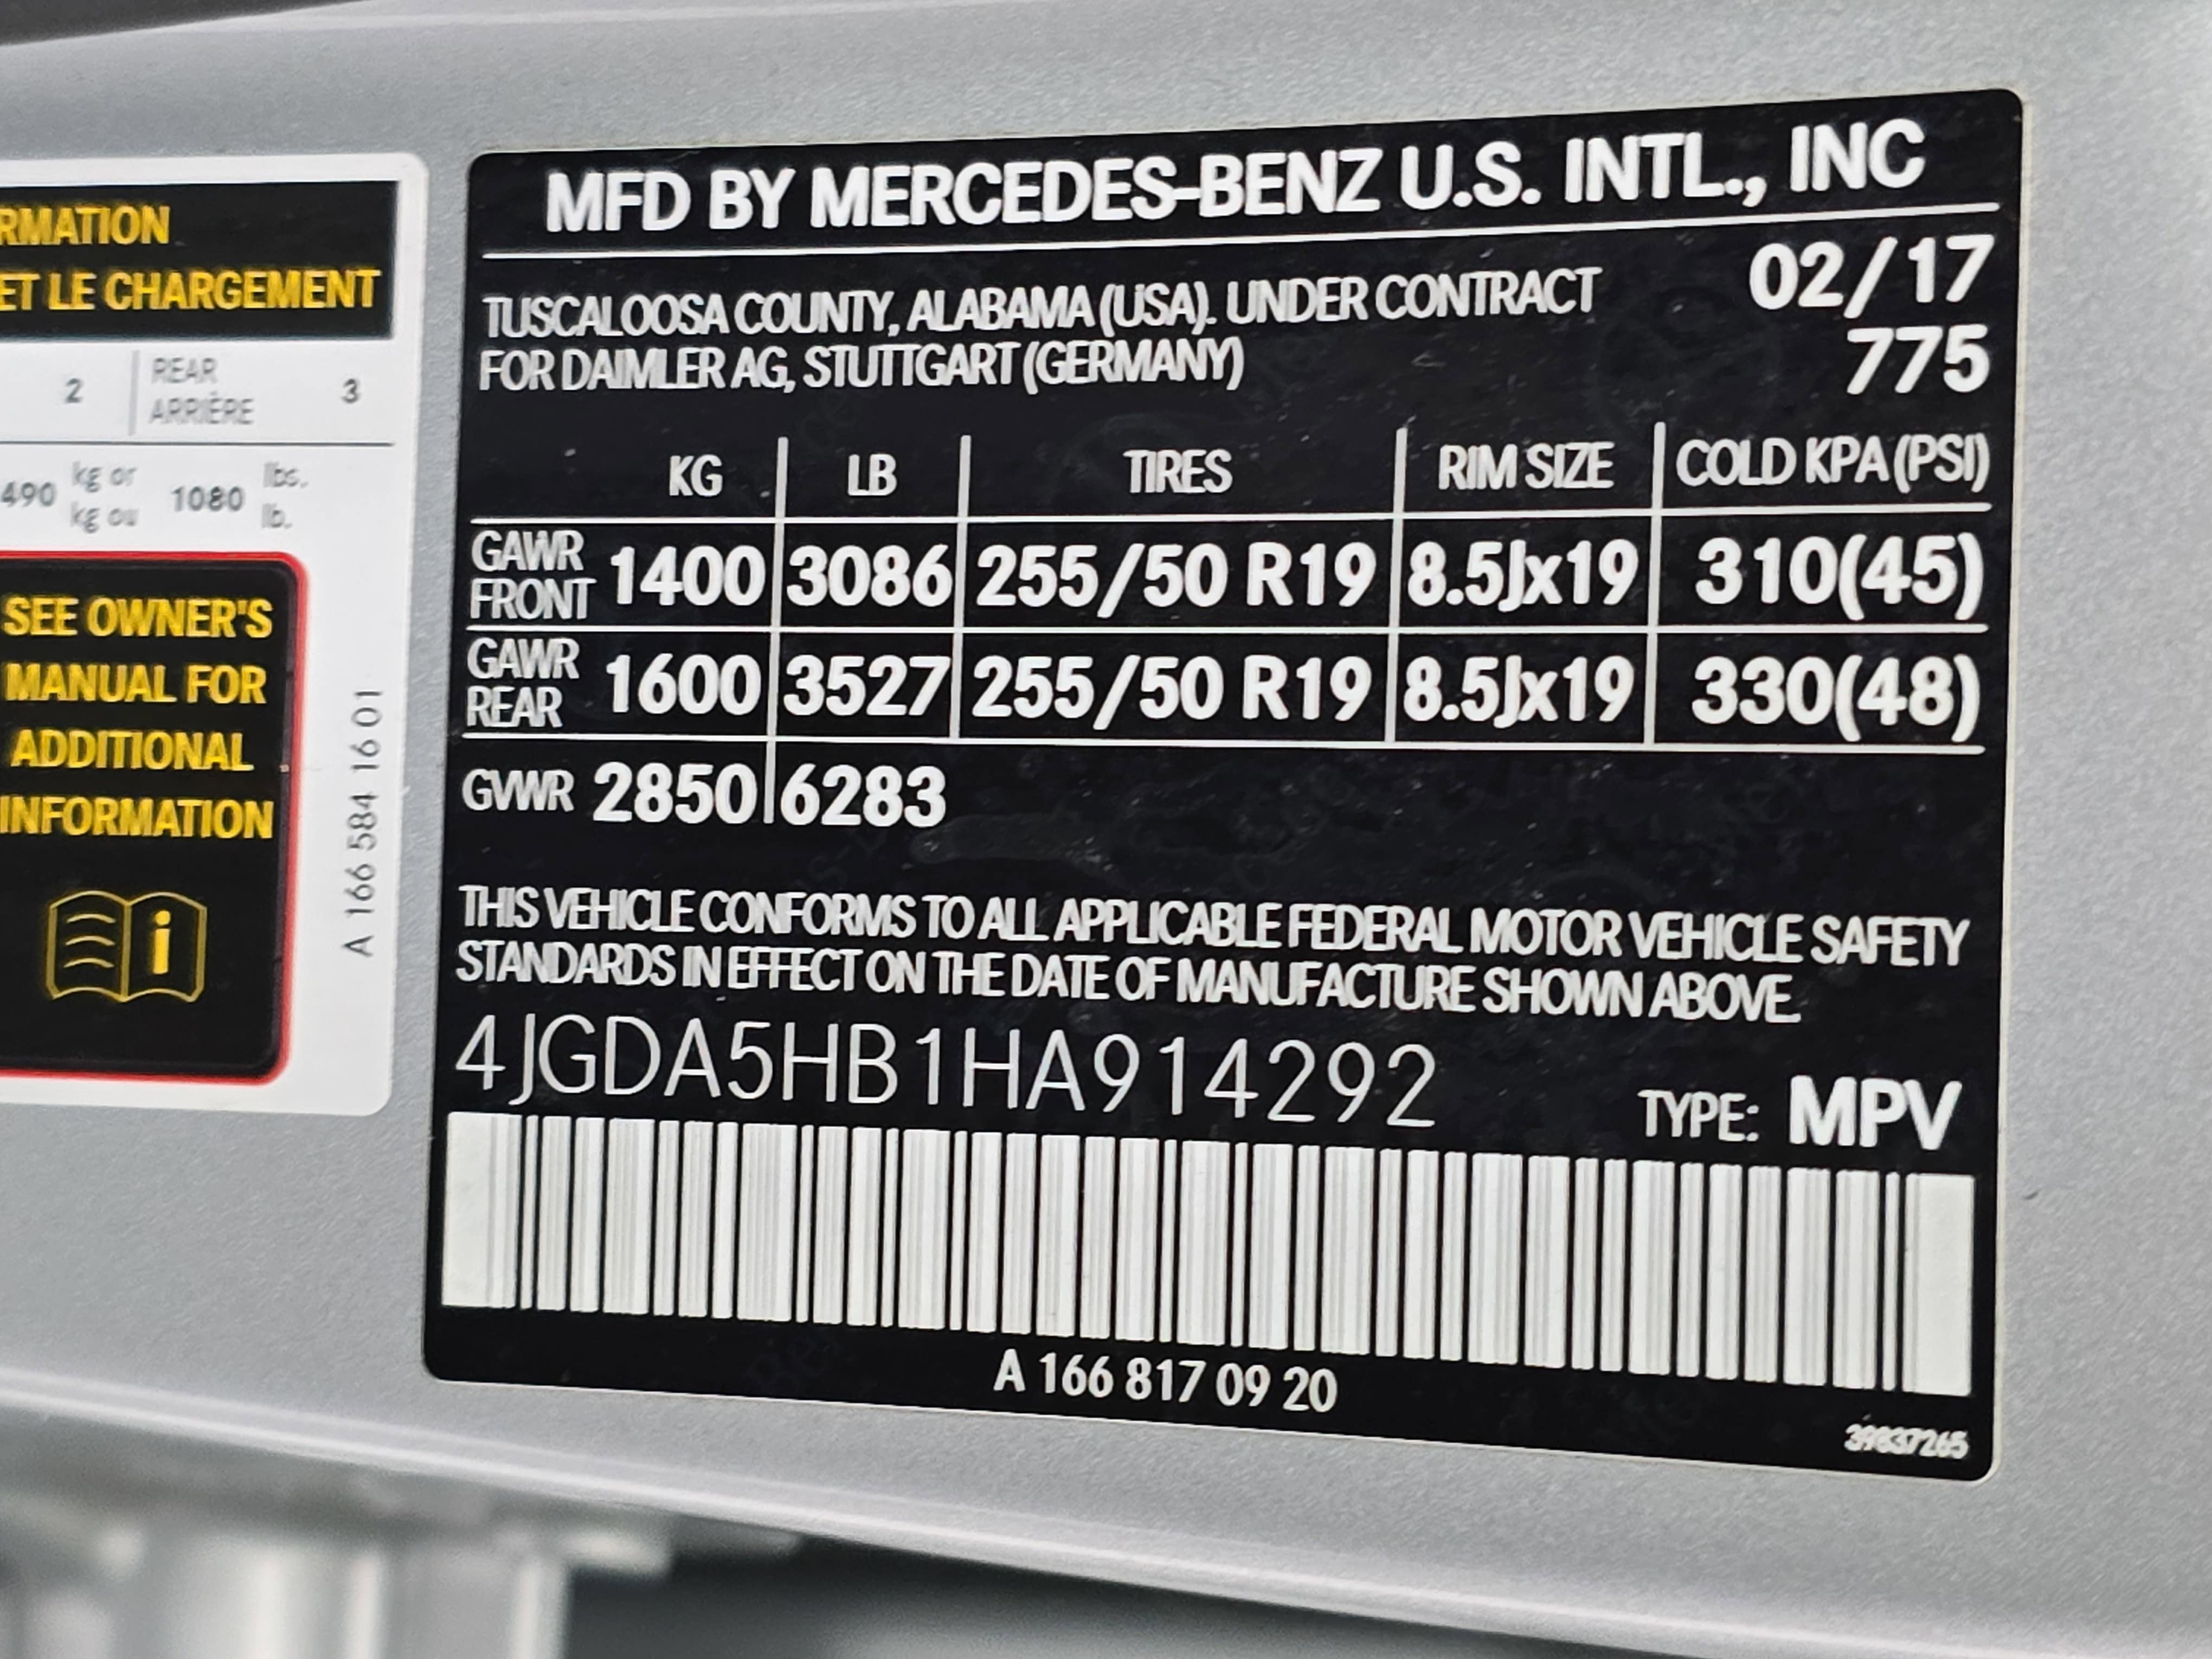 RMATION
ET LE CHARGEMENT
2 REAR ARRIÈRE 3
490 kg or kg ou 1080 lbs. lb.
SEE OWNER'S
MANUAL FOR
ADDITIONAL
INFORMATION
i
A 166 584 16 01
MFD BY MERCEDES-BENZ U.S. INTL., INC
TUSCALOOSA COUNTY, ALABAMA (USA). UNDER CONTRACT 02/17
FOR DAIMLER AG, STUTTGART (GERMANY) 775
KG LB TIRES RIM SIZE COLD KPA (PSI)
GAWR FRONT 1400 3086 255/50 R19 8.5Jx19 310(45)
GAWR REAR 1600 3527 255/50 R19 8.5Jx19 330(48)
GVWR 2850 6283
THIS VEHICLE CONFORMS TO ALL APPLICABLE FEDERAL MOTOR VEHICLE SAFETY
STANDARDS IN EFFECT ON THE DATE OF MANUFACTURE SHOWN ABOVE.
4JGDA5HB1HA914292 TYPE: MPV
A 166 817 09 20
39837265